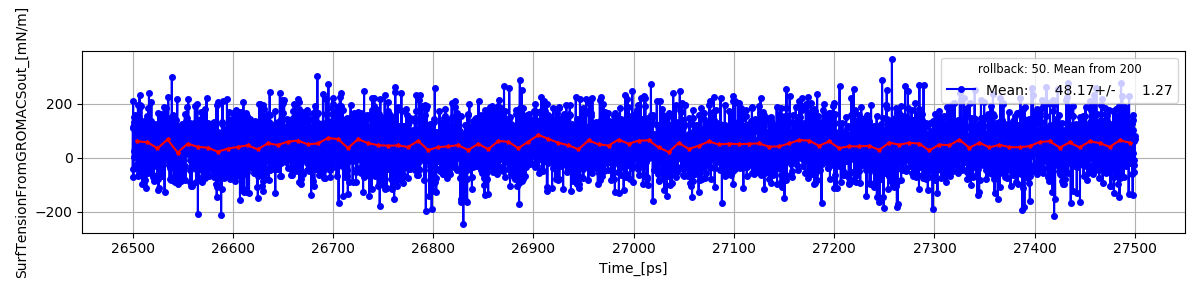 SurfTensionFromGROMACSout_[mN/m]
200
0
−200
rollback: 50. Mean from 200
Mean: 48.17+/- 1.27
26500 26600 26700 26800 26900 27000 27100 27200 27300 27400 27500
Time_[ps]